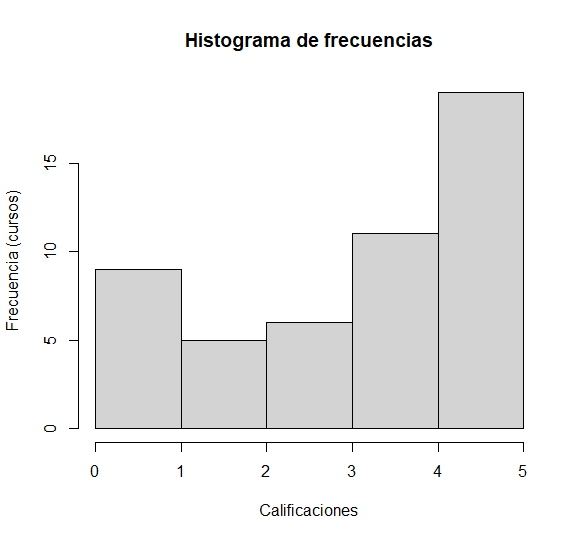 Histograma de frecuencias
Frecuencia (cursos)
15
10
5
0
0 1 2 3 4 5
Calificaciones